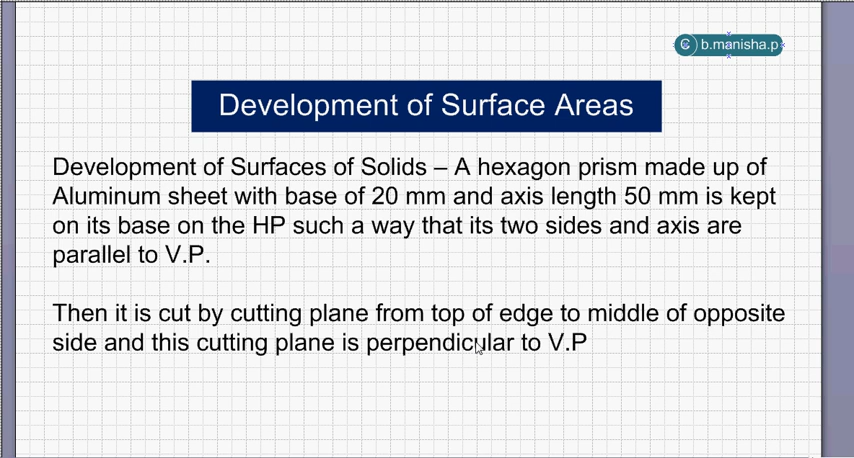 © b.manisha.p
Development of Surface Areas
Development of Surfaces of Solids – A hexagon prism made up of
Aluminum sheet with base of 20 mm and axis length 50 mm is kept
on its base on the HP such a way that its two sides and axis are
parallel to V.P.
Then it is cut by cutting plane from top of edge to middle of opposite
side and this cutting plane is perpendicular to V.P